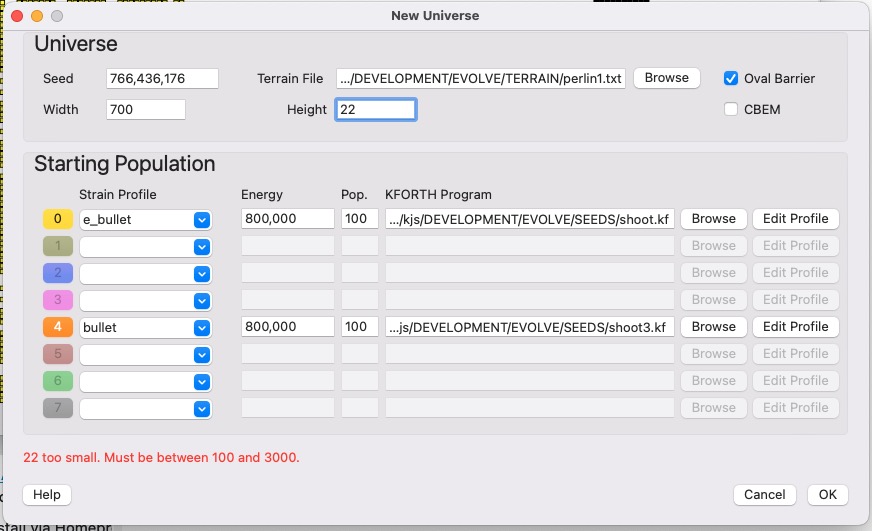 New Universe
Universe
Seed 766,436,176 Terrain File .../DEVELOPMENT/EVOLVE/TERRAIN/perlin1.txt Browse Oval Barrier
Width 700 Height 22 CBEM
Starting Population
Strain Profile Energy Pop. KFORTH Program
0 e_bullet 800,000 100 .../kjs/DEVELOPMENT/EVOLVE/SEEDS/shoot.kf Browse Edit Profile
1 Browse Edit Profile
2 Browse Edit Profile
3 Browse Edit Profile
4 bullet 800,000 100 ...js/DEVELOPMENT/EVOLVE/SEEDS/shoot3.kf Browse Edit Profile
5 Browse Edit Profile
6 Browse Edit Profile
7 Browse Edit Profile
22 too small. Must be between 100 and 3000.
Help Cancel OK